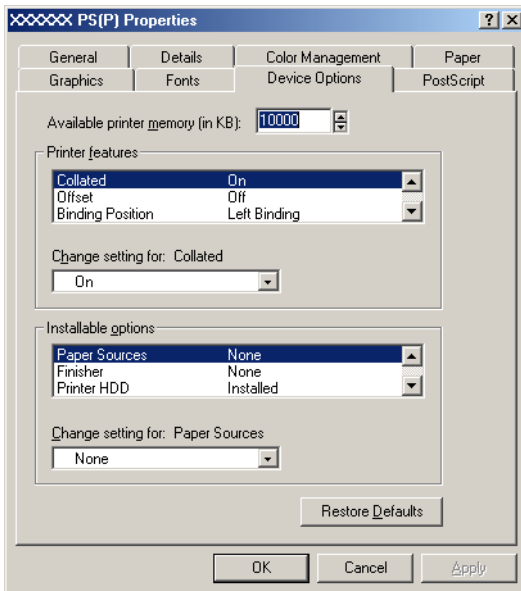 XXXXXX PS(P) Properties
General Details Color Management Paper
Graphics Fonts Device Options PostScript
Available printer memory (in KB): 10000
Printer features
Collated On
Offset Off
Binding Position Left Binding
Change setting for: Collated
On
Installable options
Paper Sources None
Finisher None
Printer HDD Installed
Change setting for: Paper Sources
None
Restore Defaults
OK Cancel Apply